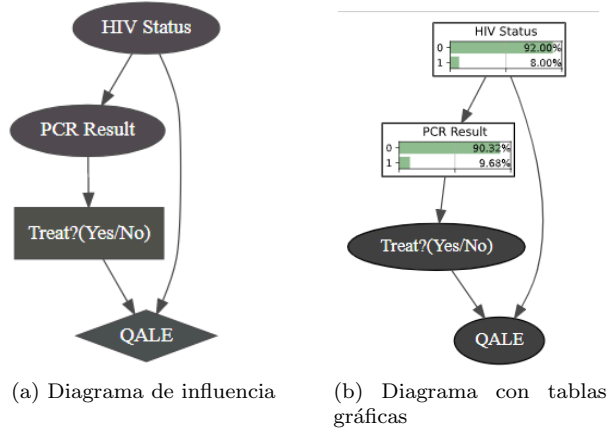 HIV Status
PCR Result
Treat?(Yes/No)
QALE
(a) Diagrama de influencia
HIV Status
0 92.00%
1 8.00%
PCR Result
0 90.32%
1 9.68%
Treat?(Yes/No)
QALE
(b) Diagrama con tablas
gráficas